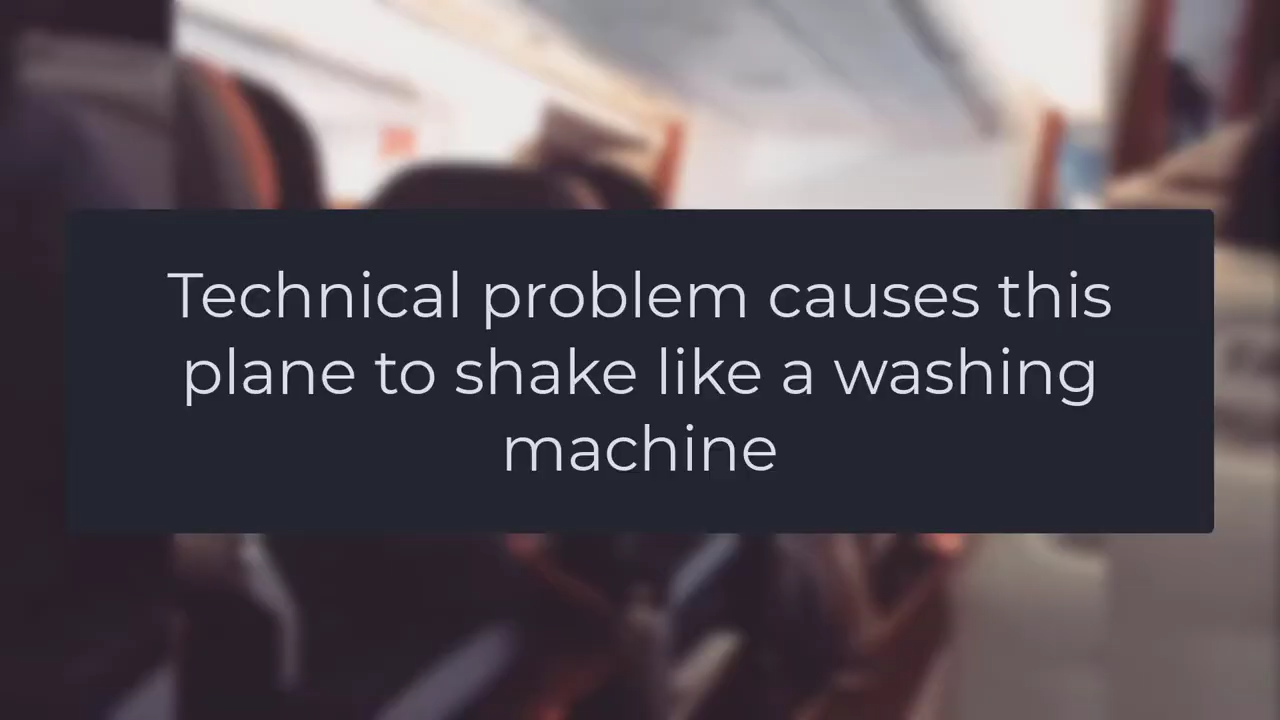 Technical problem causes this
plane to shake like a washing
machine